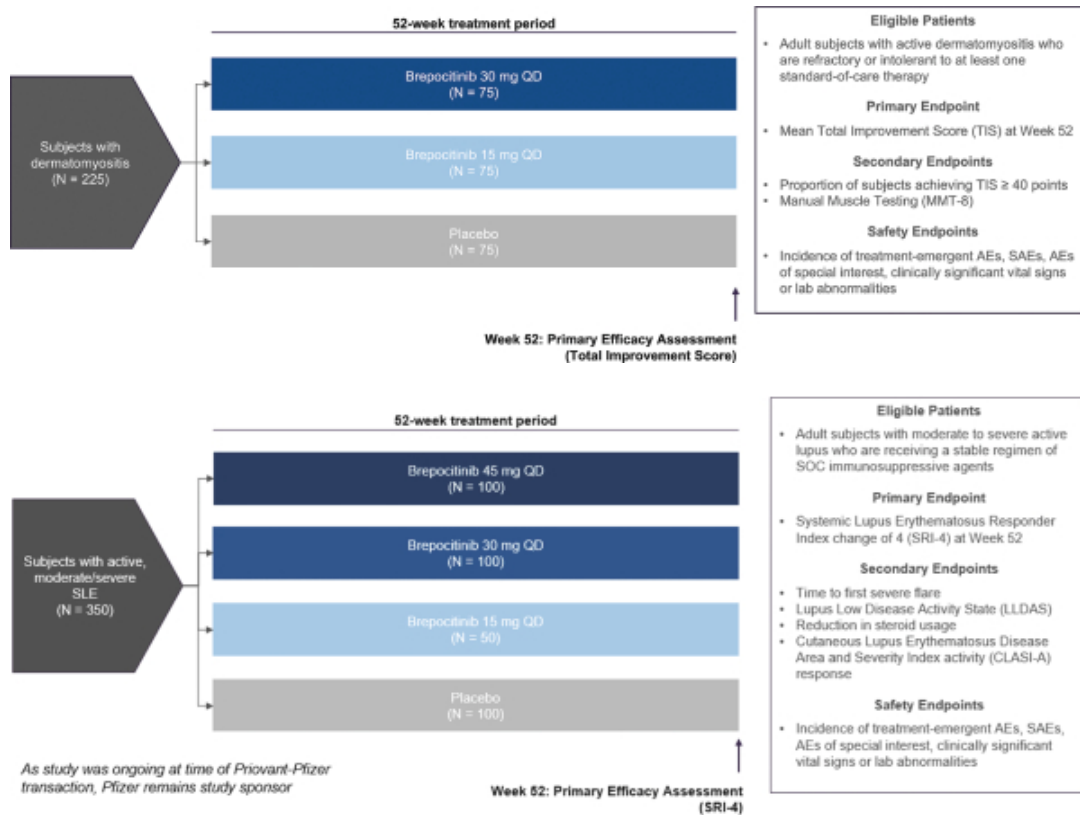 52-week treatment period
Subjects with
dermatomyositis
(N = 225)
Brepocitinib 30 mg QD
(N = 75)
Brepocitinib 15 mg QD
(N = 75)
Placebo
(N = 75)
Week 52: Primary Efficacy Assessment
(Total Improvement Score)
Eligible Patients
• Adult subjects with active dermatomyositis who
are refractory or intolerant to at least one
standard-of-care therapy
Primary Endpoint
• Mean Total Improvement Score (TIS) at Week 52
Secondary Endpoints
• Proportion of subjects achieving TIS ≥ 40 points
• Manual Muscle Testing (MMT-8)
Safety Endpoints
• Incidence of treatment-emergent AEs, SAEs, AEs
of special interest, clinically significant vital signs
or lab abnormalities
52-week treatment period
Subjects with active,
moderate/severe
SLE
(N = 350)
Brepocitinib 45 mg QD
(N = 100)
Brepocitinib 30 mg QD
(N = 100)
Brepocitinib 15 mg QD
(N = 50)
Placebo
(N = 100)
As study was ongoing at time of Priovant-Pfizer
transaction, Pfizer remains study sponsor
Week 52: Primary Efficacy Assessment
(SRI-4)
Eligible Patients
• Adult subjects with moderate to severe active
lupus who are receiving a stable regimen of
SOC immunosuppressive agents
Primary Endpoint
• Systemic Lupus Erythematosus Responder
Index change of 4 (SRI-4) at Week 52
Secondary Endpoints
• Time to first severe flare
• Lupus Low Disease Activity State (LLDAS)
• Reduction in steroid usage
• Cutaneous Lupus Erythematosus Disease
Area and Severity Index activity (CLASI-A)
response
Safety Endpoints
• Incidence of treatment-emergent AEs, SAEs,
AEs of special interest, clinically significant
vital signs or lab abnormalities